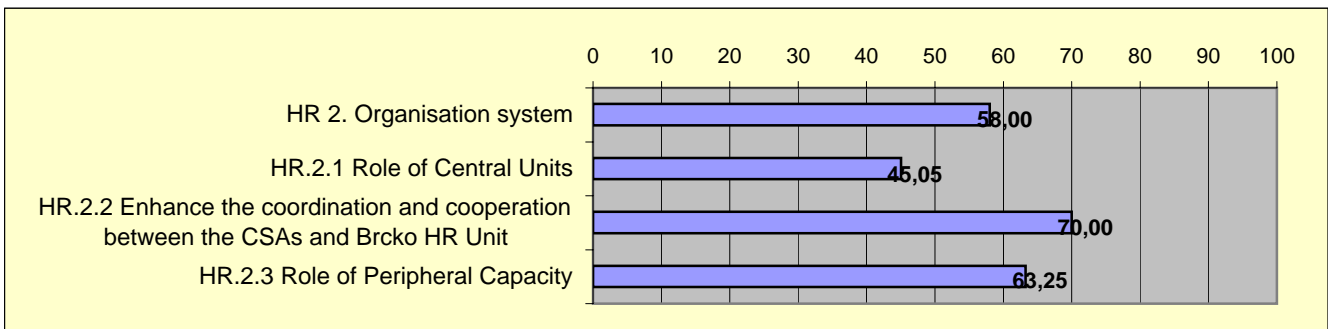 0 10 20 30 40 50 60 70 80 90 100
HR 2. Organisation system 58,00
HR.2.1 Role of Central Units 45,05
HR.2.2 Enhance the coordination and cooperation
between the CSAs and Brcko HR Unit 70,00
HR.2.3 Role of Peripheral Capacity 63,25